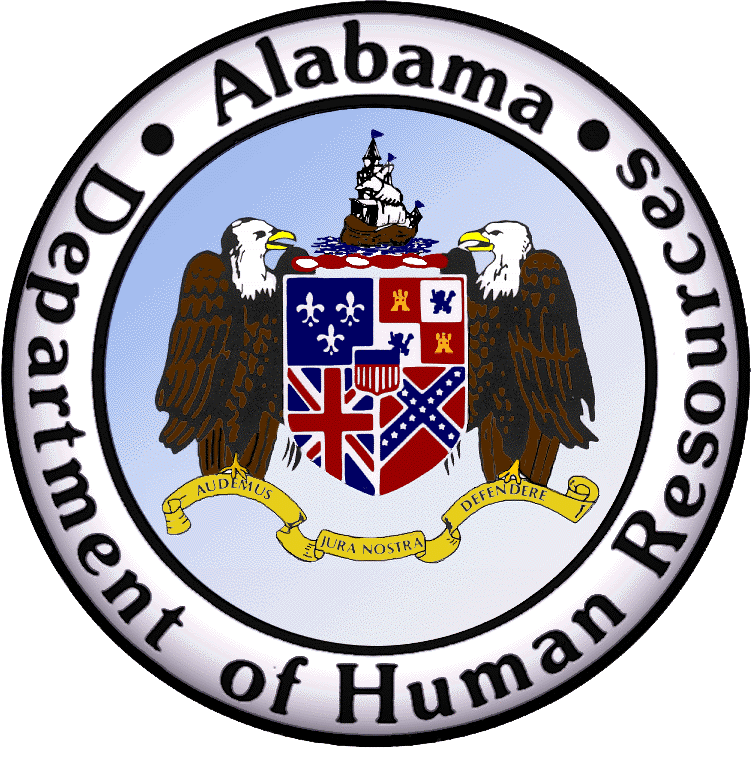 Alabama
Department of Human Resources
AUDEMUS
JURA NOSTRA
DEFENDERE